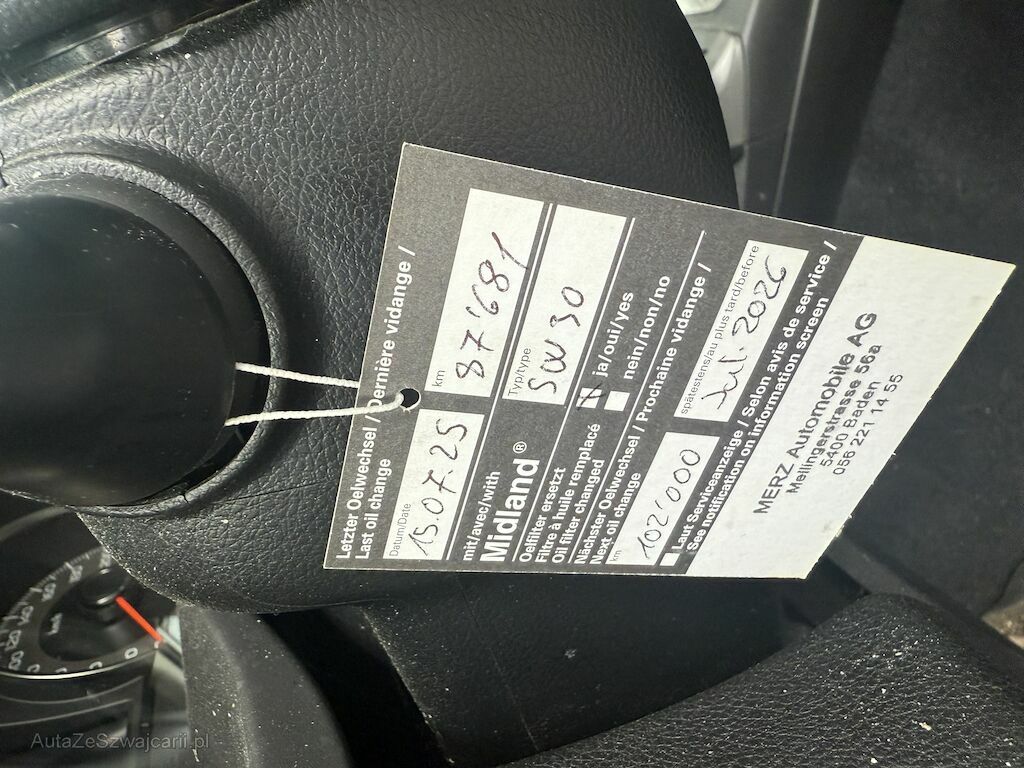 Letzter Oelwechsel / Dernière vidange /
Last oil change
Datum/Date
15.07.25
km
87'681
mit/avec/with
Midland®
Typ/type
5W30
Oelfilter ersetzt
Filtre à huile remplacé
Oil filter changed
ja/oui/yes
nein/non/no
Nächster Oelwechsel / Prochaine vidange /
Next oil change
km
102'000
spätestens/au plus tard/before
Jul. 2026
Laut Serviceanzeige / Selon avis de service /
See notification on information screen
MERZ Automobile AG
Mellingerstrasse 56a
5400 Baden
056 221 14 55
km/h
AutaZeSzwajcarii.pl